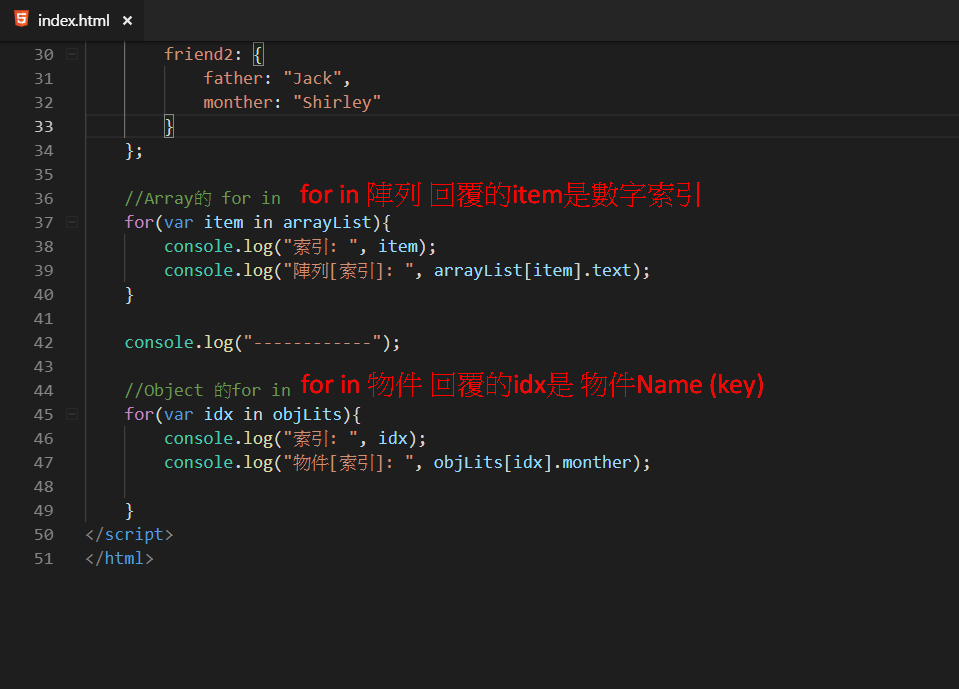 index.html ×
30 friend2: {
31 father: "Jack",
32 monther: "Shirley"
33 }
34 };
35
36 //Array的 for in for in 陣列 回覆的item是數字索引
37 for(var item in arrayList){
38 console.log("索引: ", item);
39 console.log("陣列[索引]: ", arrayList[item].text);
40 }
41
42 console.log("------------");
43
44 //Object 的for in for in 物件 回覆的idx是 物件Name (key)
45 for(var idx in objLits){
46 console.log("索引: ", idx);
47 console.log("物件[索引]: ", objLits[idx].monther);
48
49 }
50 </script>
51 </html>